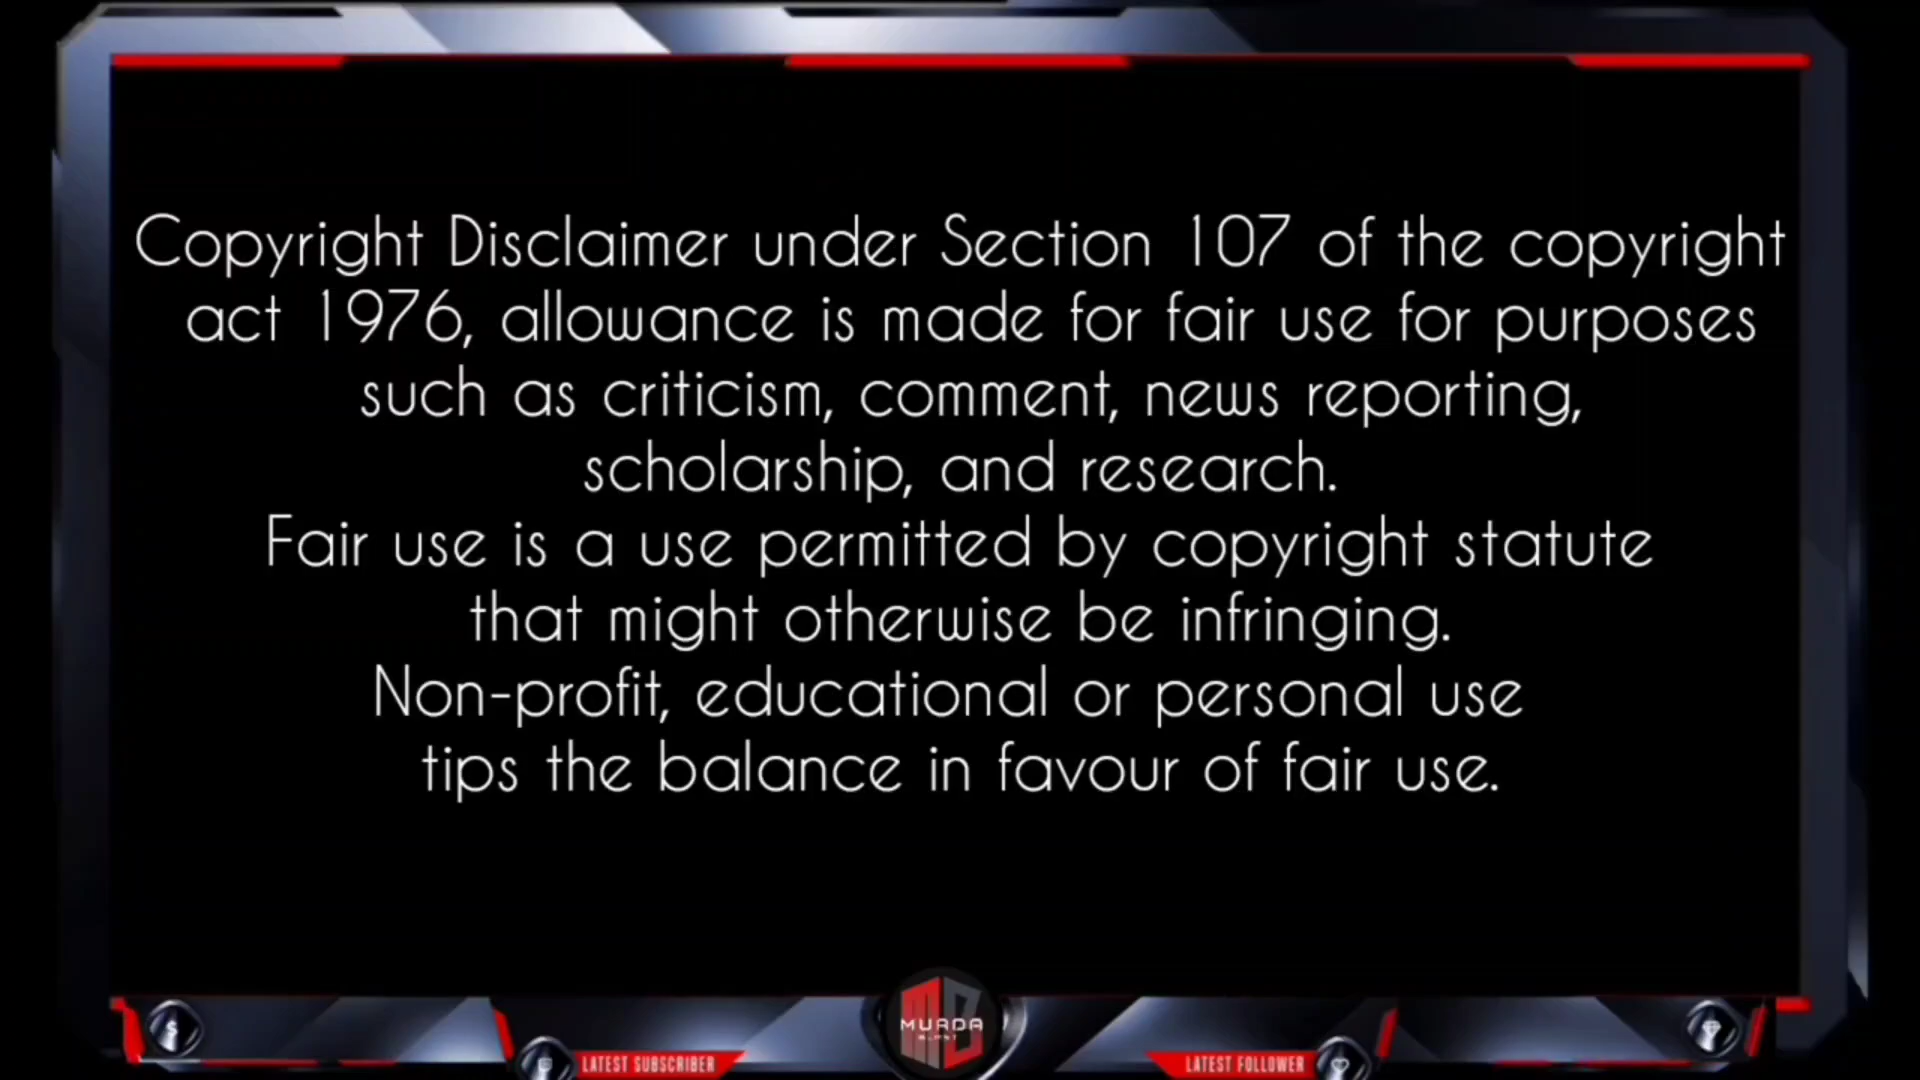 Copyright Disclaimer under Section 107 of the copyright
act 1976, allowance is made for fair use for purposes
such as criticism, comment, news reporting,
scholarship, and research.
Fair use is a use permitted by copyright statute
that might otherwise be infringing.
Non-profit, educational or personal use
tips the balance in favour of fair use.
MURDA
LATEST SUBSCRIBER
LATEST FOLLOWER